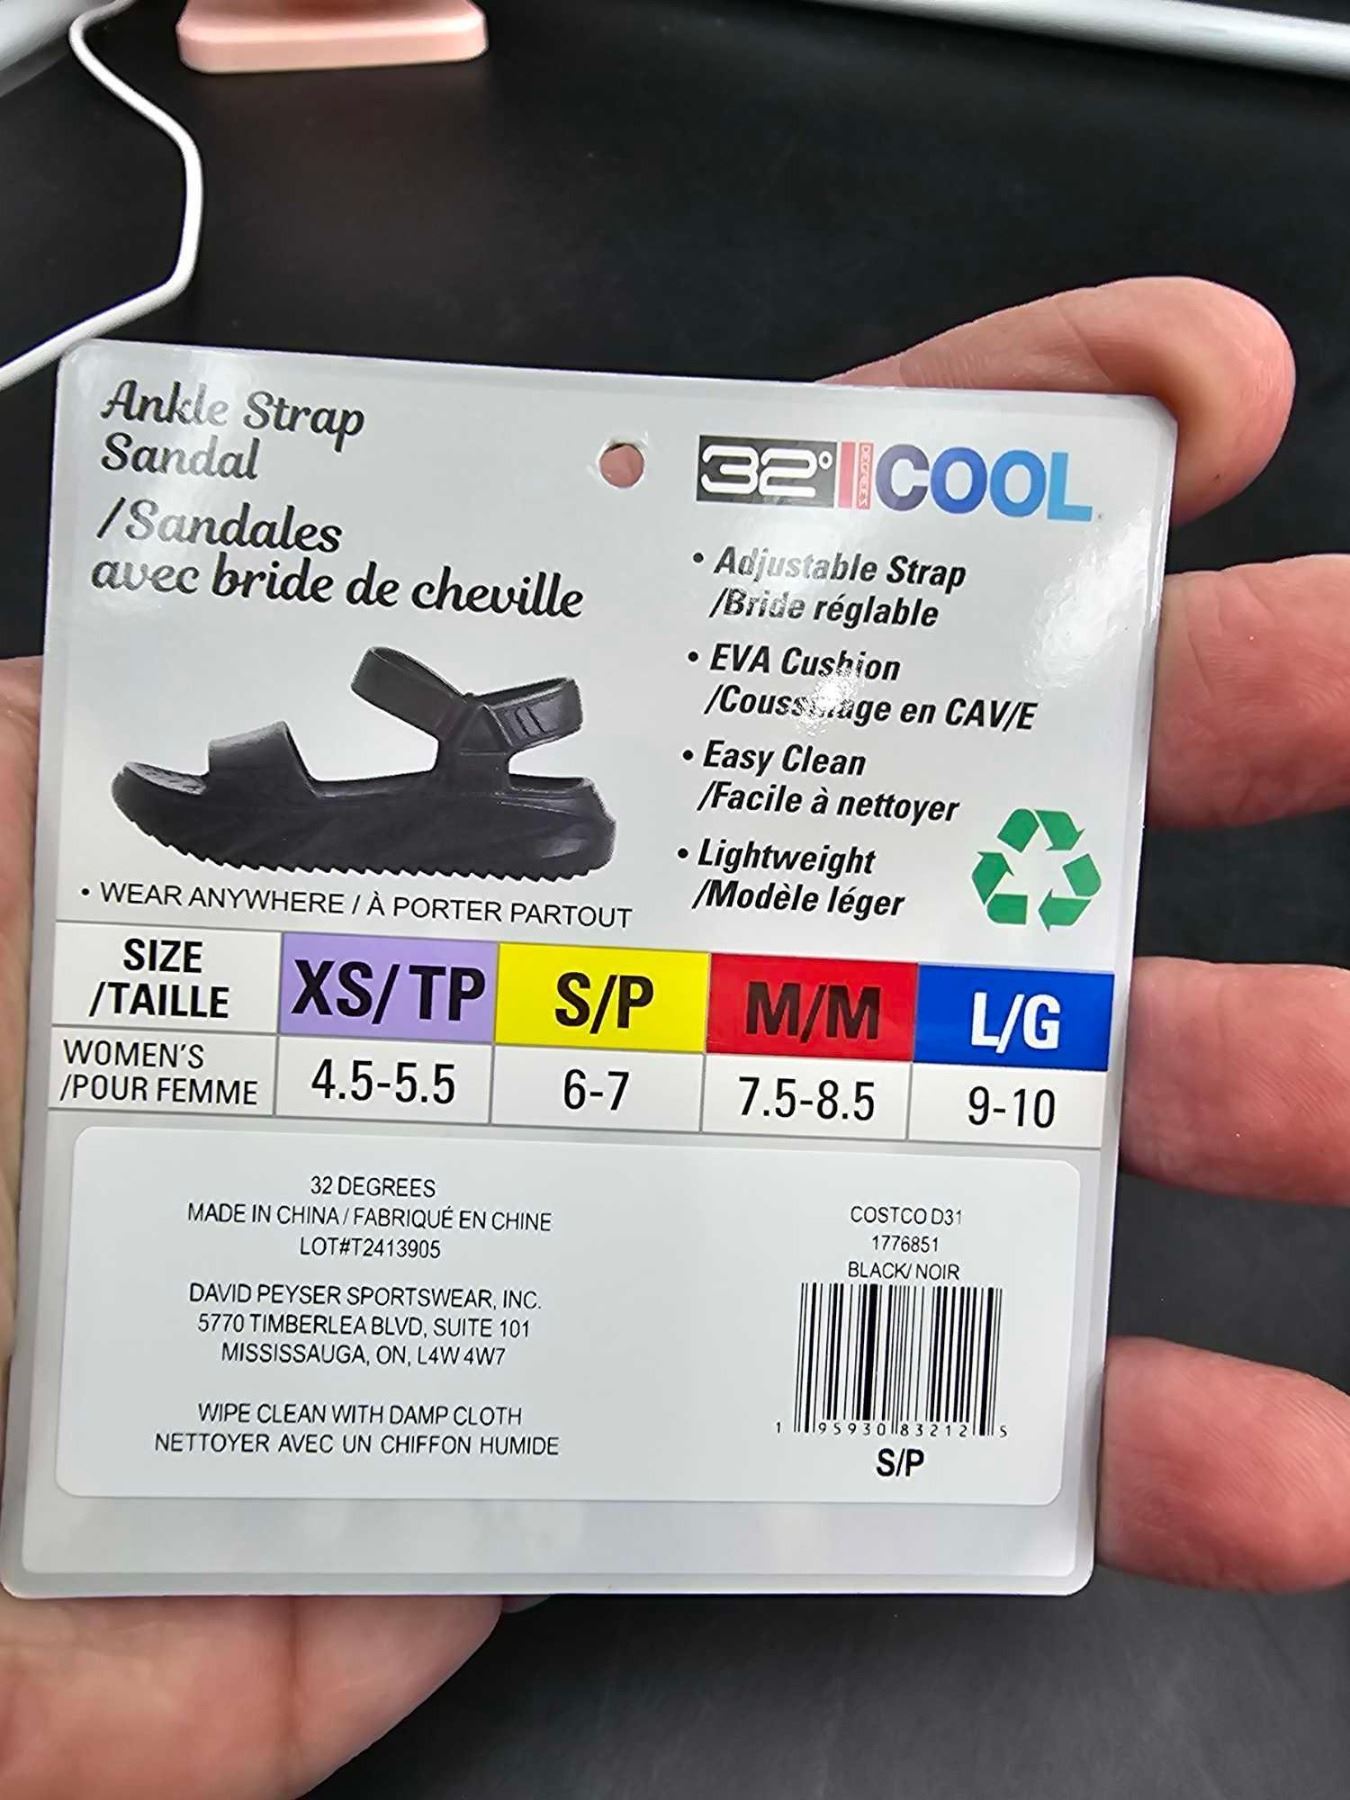 Ankle Strap
Sandal
/Sandales
avec bride de cheville
32° DEGREES COOL
• Adjustable Strap
/Bride réglable
• EVA Cushion
en CAV/E
• Easy Clean
/Facile à nettoyer
• Lightweight
/Modèle léger
• WEAR ANYWHERE / À PORTER PARTOUT
SIZE
/TAILLE
XS/TP
S/P
M/M
L/G
WOMEN'S
/POUR FEMME
4.5-5.5
6-7
7.5-8.5
9-10
32 DEGREES
MADE IN CHINA / FABRIQUÉ EN CHINE
LOT#T2413905
DAVID PEYSER SPORTSWEAR, INC.
5770 TIMBERLEA BLVD, SUITE 101
MISSISSAUGA, ON, L4W 4W7
WIPE CLEAN WITH DAMP CLOTH
NETTOYER AVEC UN CHIFFON HUMIDE
COSTCO D31
1776851
BLACK/ NOIR
1 95930 83212 5
S/P